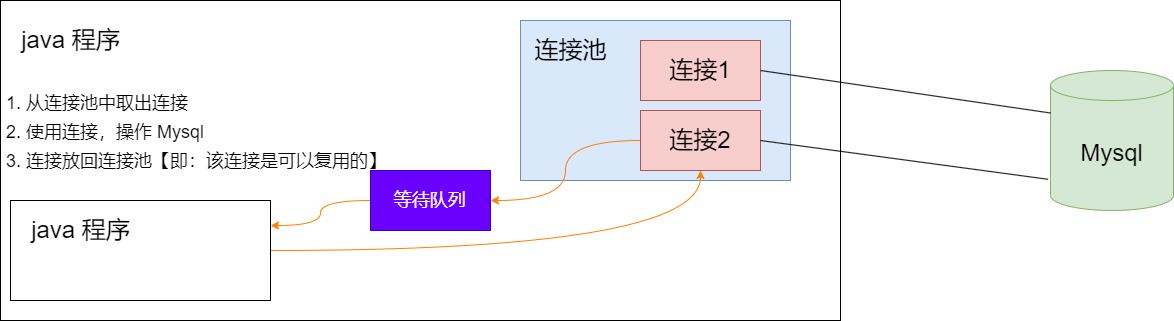 java 程序
连接池
连接1
1. 从连接池中取出连接
2. 使用连接，操作 Mysql
3. 连接放回连接池【即：该连接是可以复用的】
连接2
Mysql
等待队列
java 程序